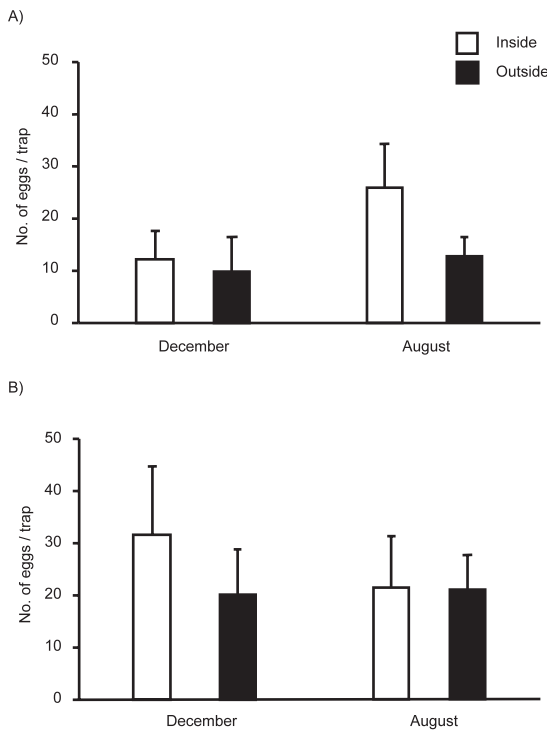 A)
Inside
Outside
50
40
30
20
10
0
No. of eggs / trap
December August
B)
50
40
30
20
10
0
No. of eggs / trap
December August